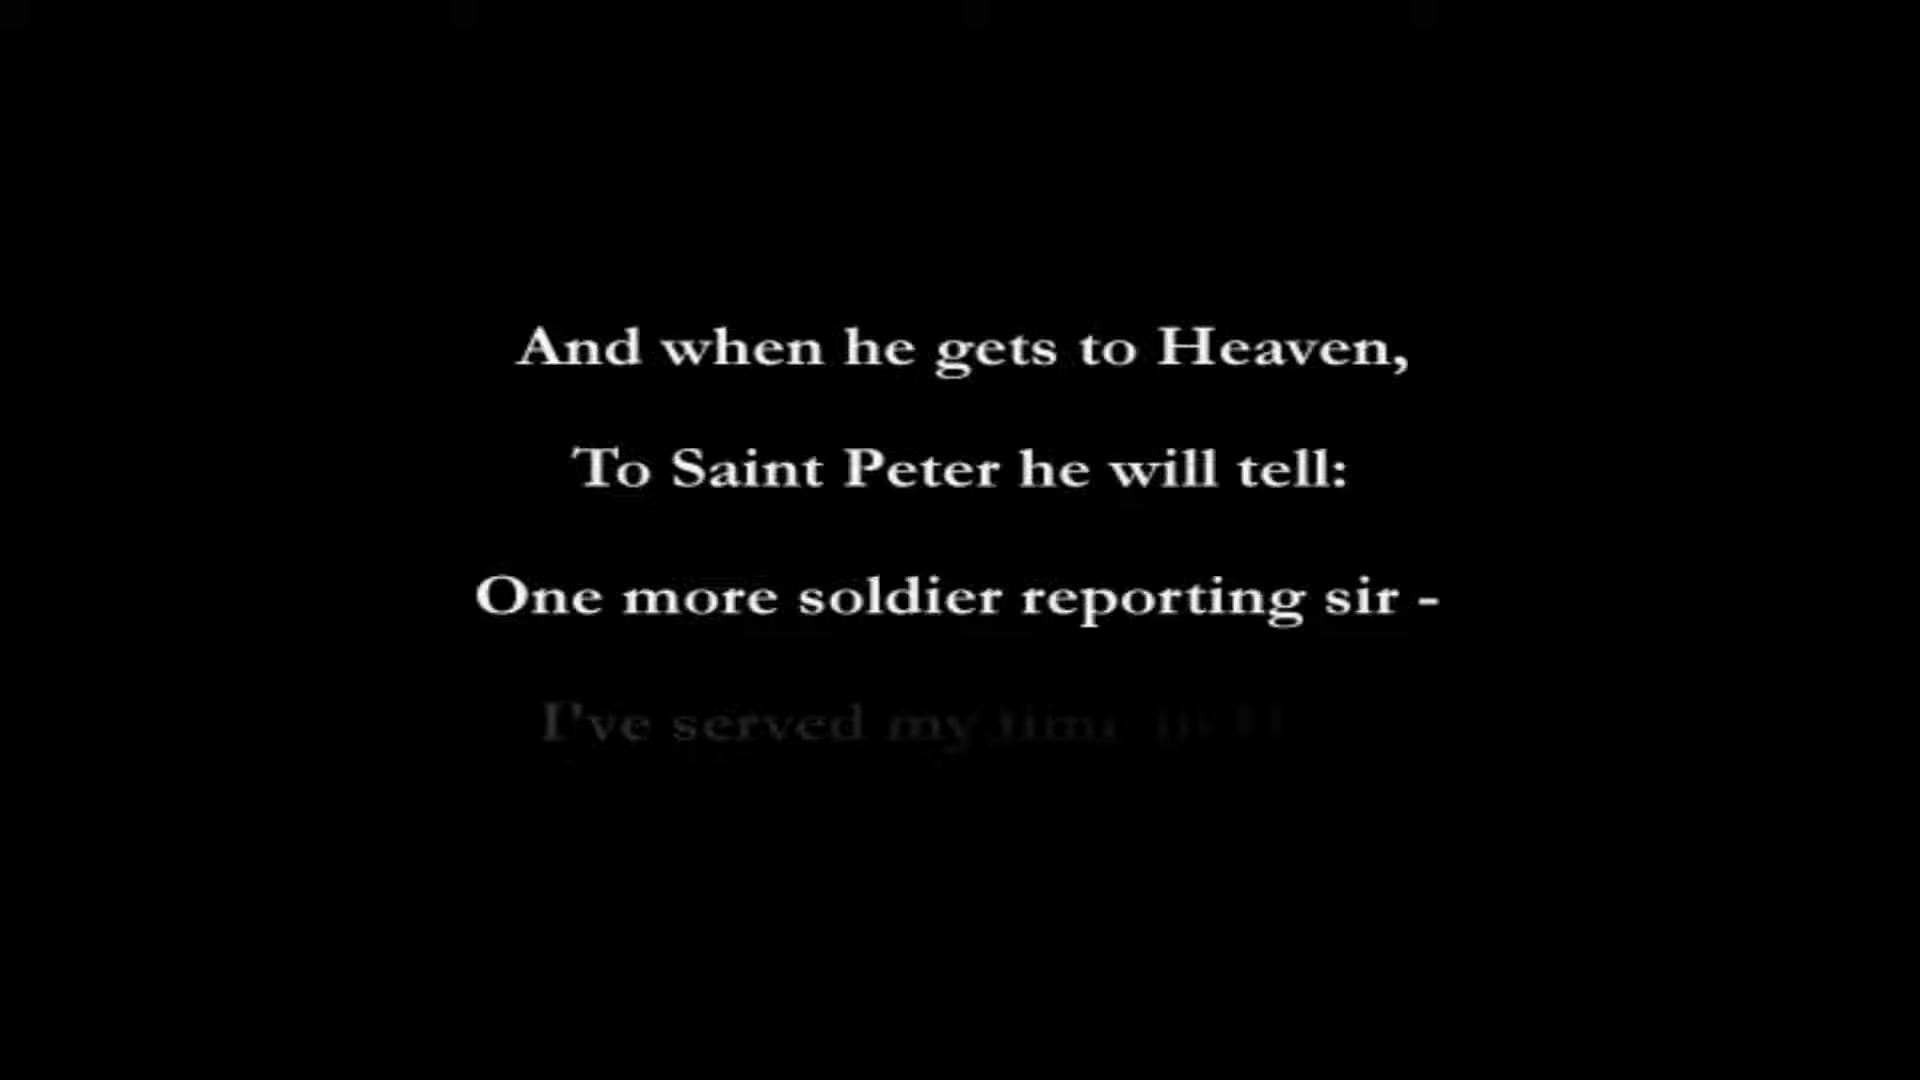 And when he gets to Heaven,
To Saint Peter he will tell:
One more soldier reporting sir -
I've served my time in